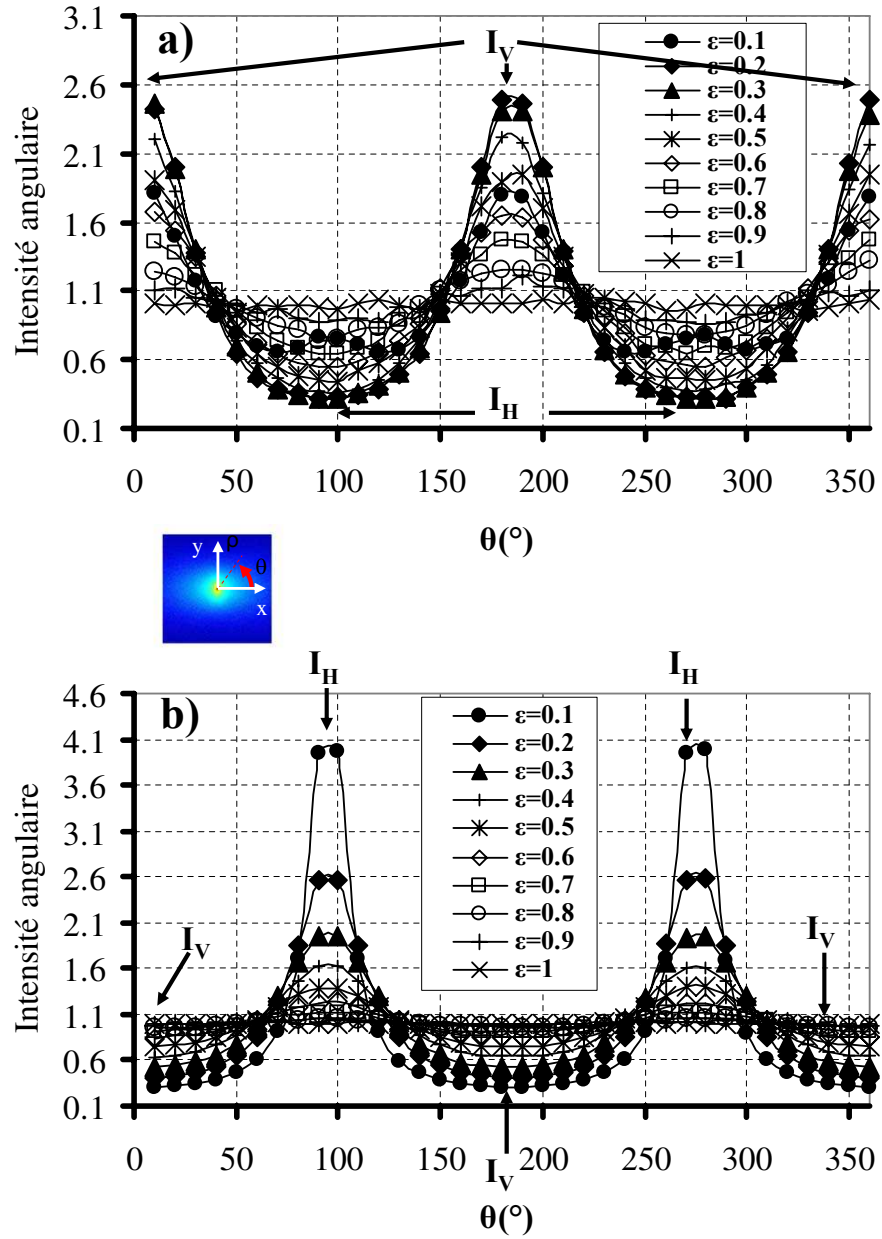 a)
I_V
ε=0.1
ε=0.2
ε=0.3
ε=0.4
ε=0.5
ε=0.6
ε=0.7
ε=0.8
ε=0.9
ε=1
Intensité angulaire
3.1
2.6
2.1
1.6
1.1
0.6
0.1
I_H
0 50 100 150 200 250 300 350
θ(°)
y ρ
θ
x
I_H I_H
b)
ε=0.1
ε=0.2
ε=0.3
ε=0.4
ε=0.5
ε=0.6
ε=0.7
ε=0.8
ε=0.9
ε=1
Intensité angulaire
4.6
4.1
3.6
3.1
2.6
2.1
1.6
1.1
0.6
0.1
I_V I_V
0 50 100 150 200 250 300 350
I_V
θ(°)